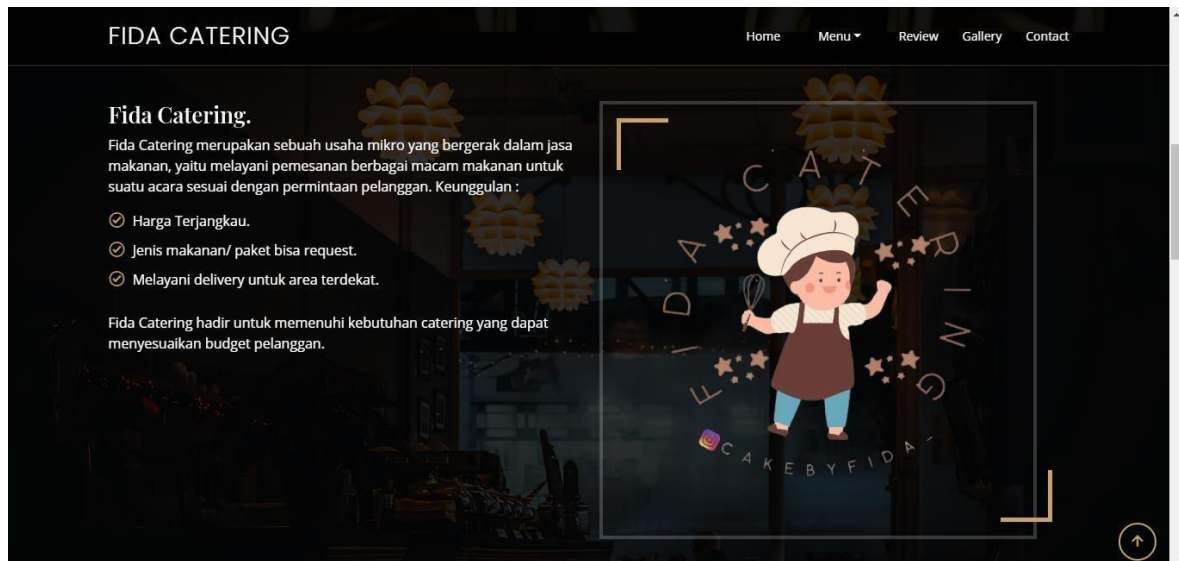 FIDA CATERING
Home Menu Review Gallery Contact
Fida Catering.
Fida Catering merupakan sebuah usaha mikro yang bergerak dalam jasa
makanan, yaitu melayani pemesanan berbagai macam makanan untuk
suatu acara sesuai dengan permintaan pelanggan. Keunggulan :
Harga Terjangkau.
Jenis makanan/ paket bisa request.
Melayani delivery untuk area terdekat.
Fida Catering hadir untuk memenuhi kebutuhan catering yang dapat
menyesuaikan budget pelanggan.
FIDA CATERING
CAKEBYFIDA-